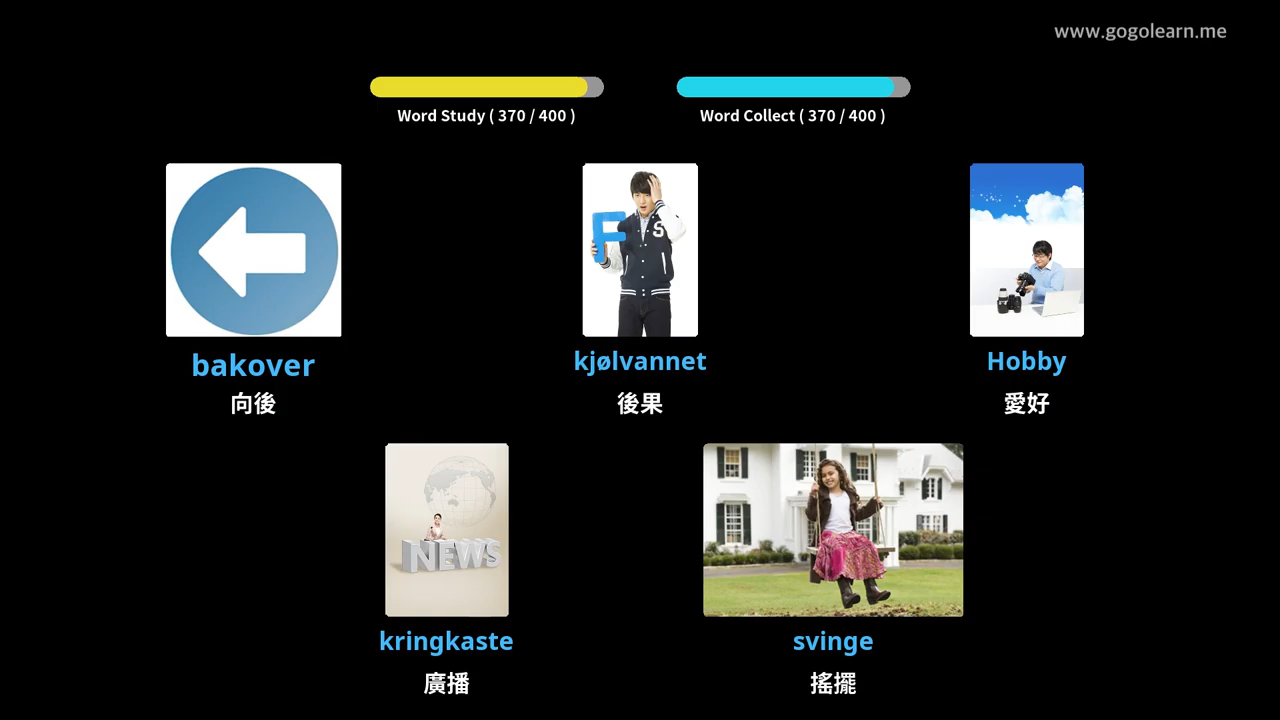 www.gogolearn.me
Word Study ( 370 / 400 )
Word Collect ( 370 / 400 )
F S
bakover
kjølvannet
Hobby
向後
後果
愛好
NEWS
kringkaste
svinge
廣播
搖擺